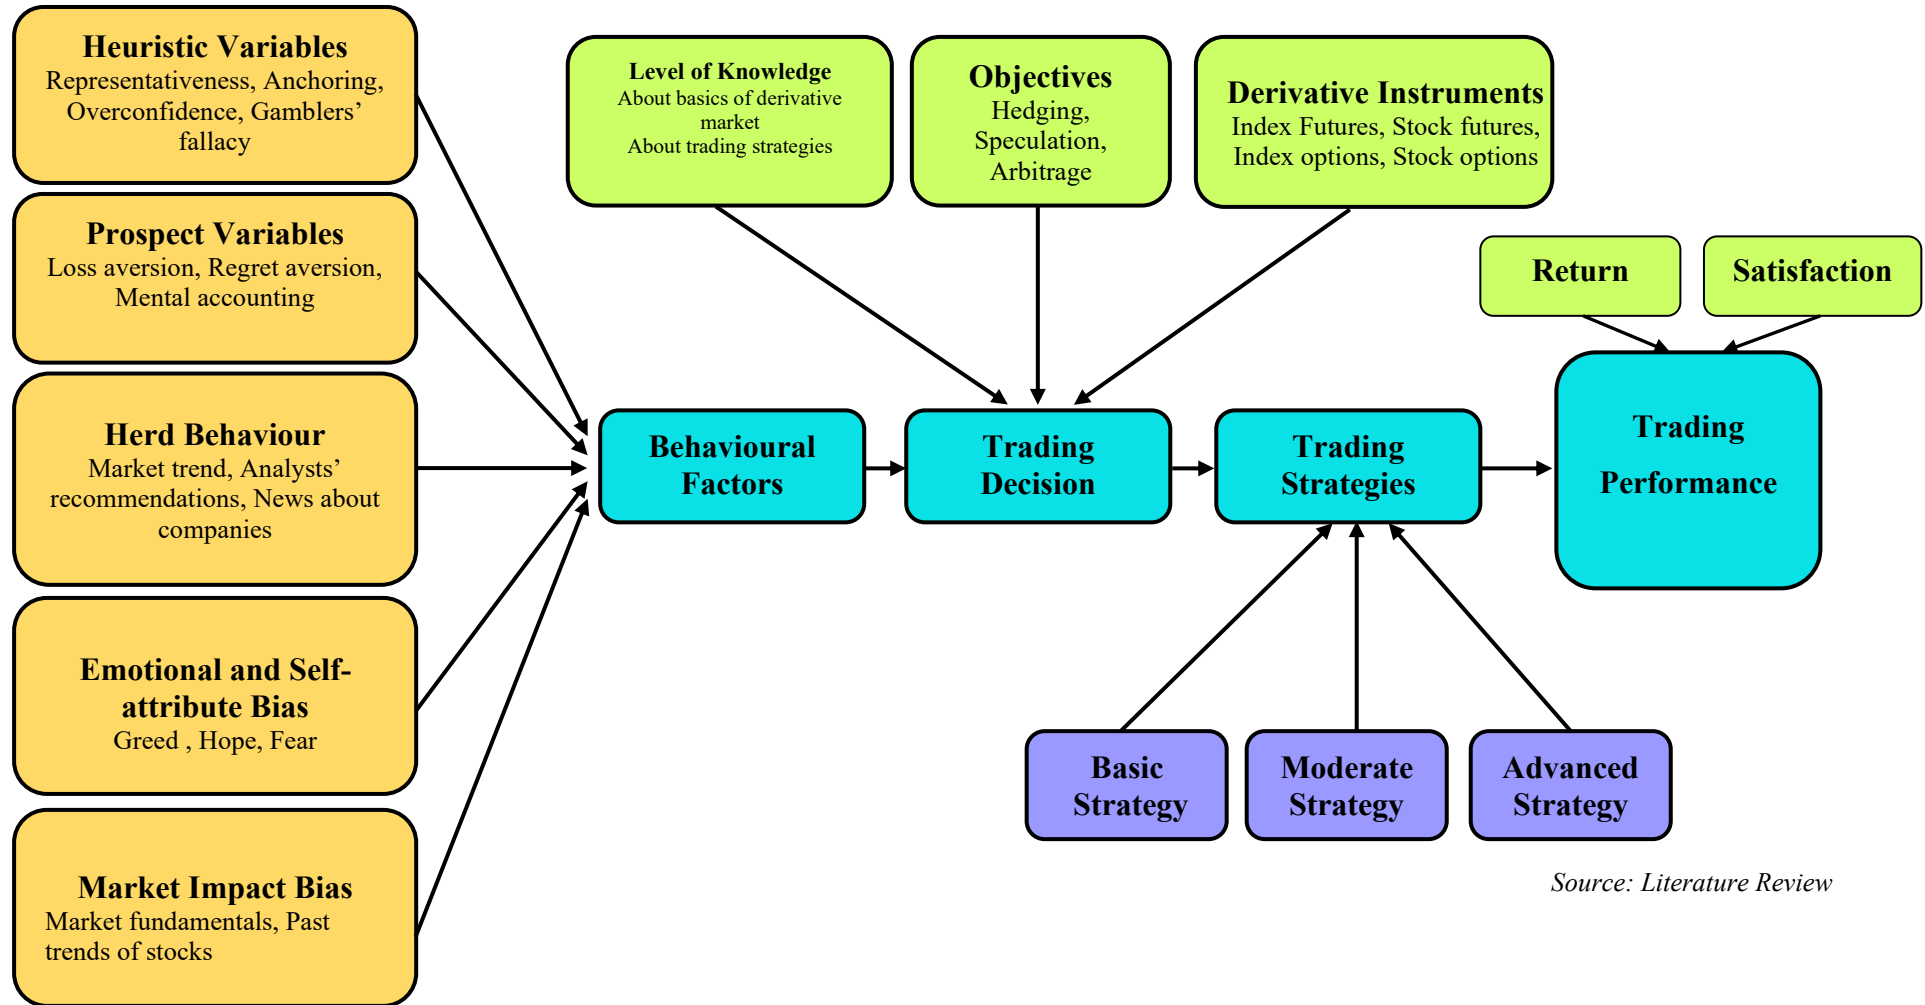 Heuristic Variables
Representativeness, Anchoring,
Overconfidence, Gamblers’
fallacy
Prospect Variables
Loss aversion, Regret aversion,
Mental accounting
Herd Behaviour
Market trend, Analysts’
recommendations, News about
companies
Emotional and Self-
attribute Bias
Greed , Hope, Fear
Market Impact Bias
Market fundamentals, Past
trends of stocks
Level of Knowledge
About basics of derivative
market
About trading strategies
Objectives
Hedging,
Speculation,
Arbitrage
Derivative Instruments
Index Futures, Stock futures,
Index options, Stock options
Return
Satisfaction
Behavioural
Factors
Trading
Decision
Trading
Strategies
Trading
Performance
Basic
Strategy
Moderate
Strategy
Advanced
Strategy
Source: Literature Review